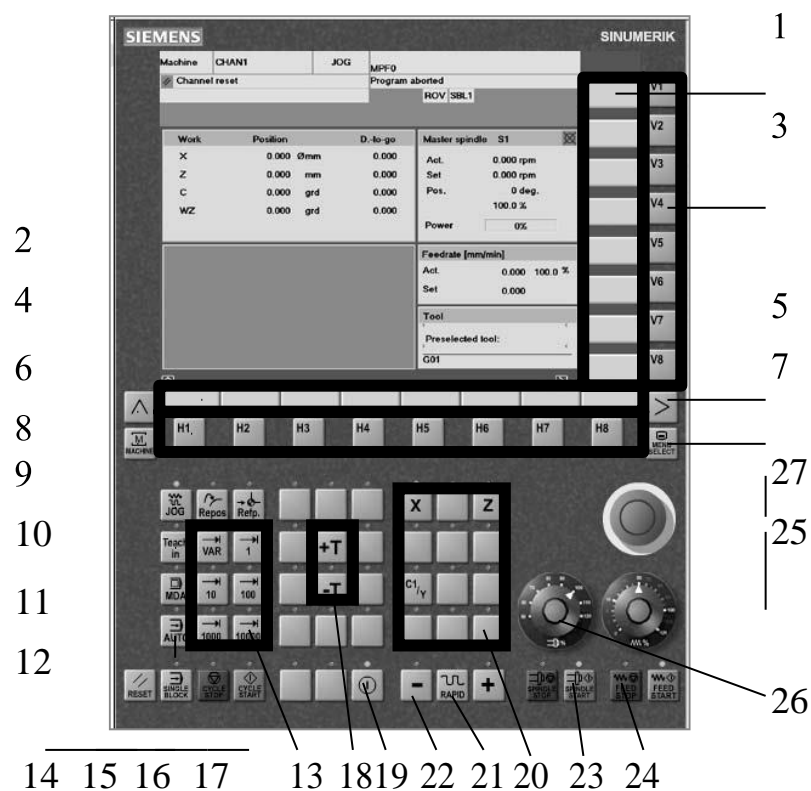 SIEMENS SINUMERIK 1
Machine CHAN1 JOG MPF0
Channel reset Program aborted
ROV SBL1
V1
V2 3
Work Position D.-to-go Master spindle S1
X 0.000 Ømm 0.000 Act. 0.000 rpm V3
Z 0.000 mm 0.000 Set 0.000 rpm
C 0.000 grd 0.000 Pos. 0 deg. V4
WZ 0.000 grd 0.000 100.0 %
Power 0%
2 V5
Feedrate [mm/min]
Act. 0.000 100.0 % V6
4 Set 0.000 5
Tool V7
Preselected tool:
6 G01 V8 7
8 H1 H2 H3 H4 H5 H6 H7 H8
M MACHINE MENU SELECT
9 27
JOG Repos Refp. X Z
10 Teach in VAR 1 +T 25
MDA 10 100 -T C1/Y
11
AUTO 1000 10000 % %
12
RESET SINGLE BLOCK CYCLE STOP CYCLE START - RAPID + SPINDLE STOP SPINDLE START FEED STOP FEED START
26
14 15 16 17 13 18 19 22 21 20 23 24